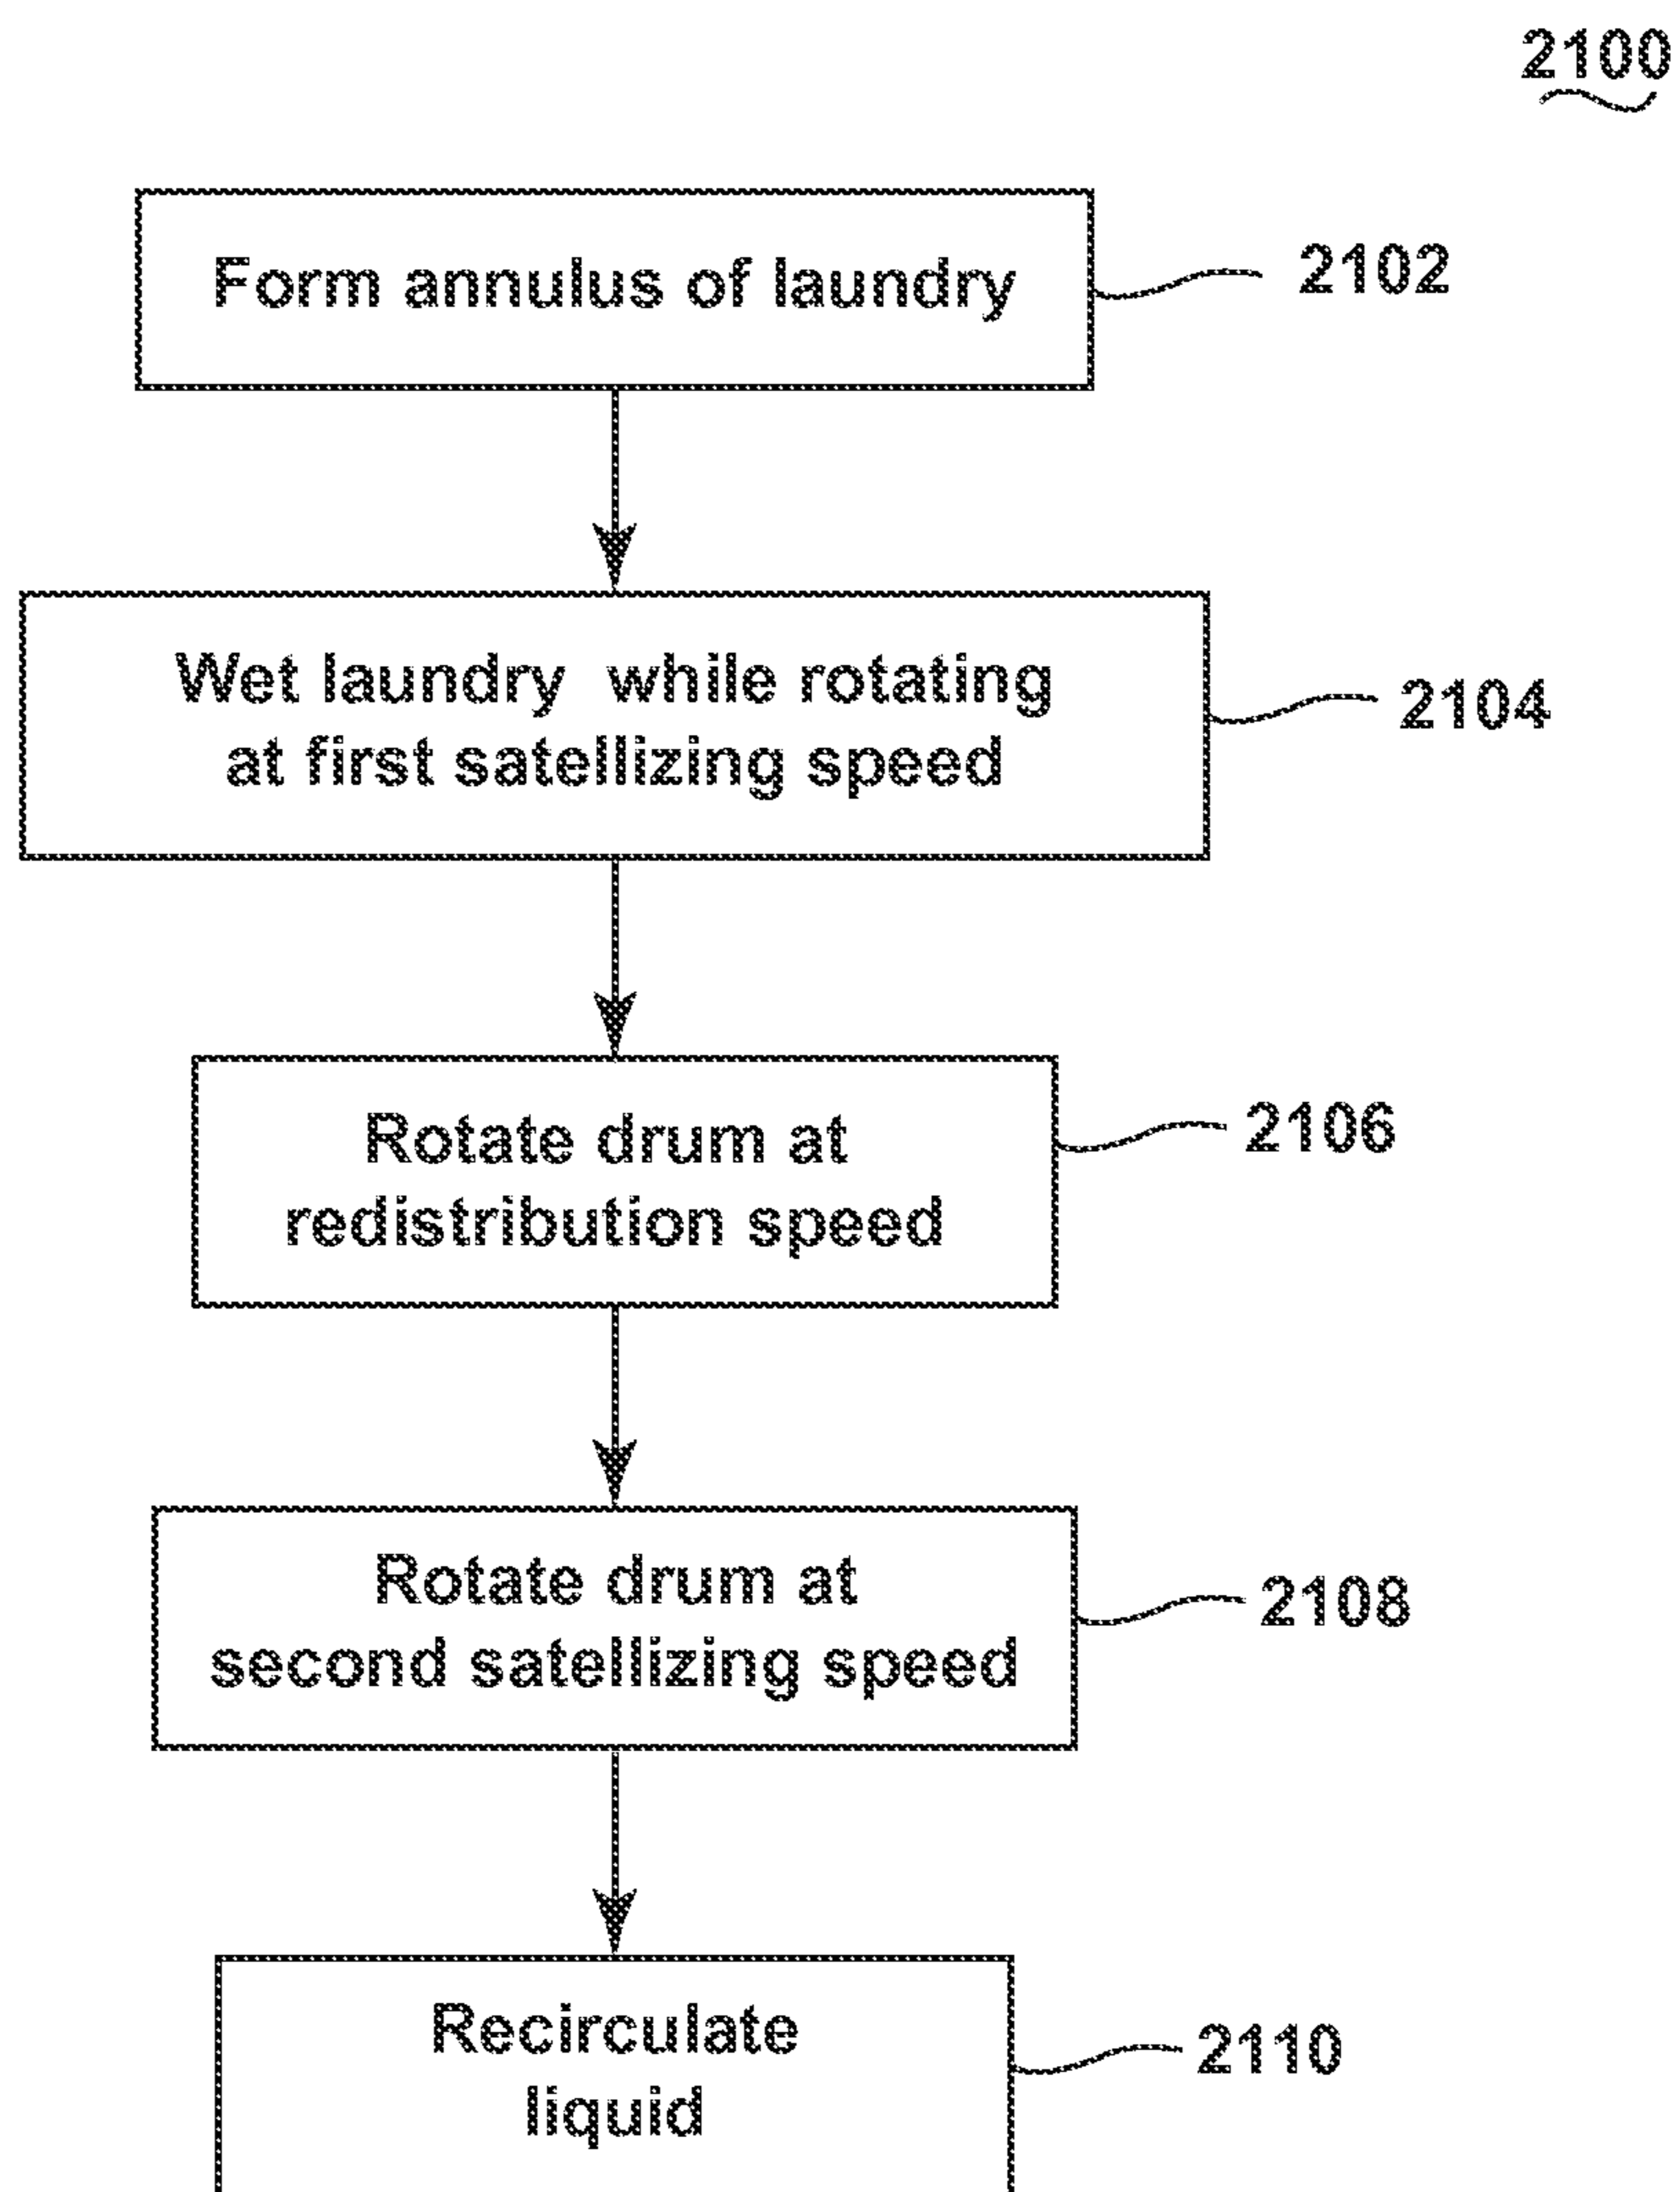 2100
Form annulus of laundry
2102
Wet laundry while rotating
at first satellizing speed
2104
Rotate drum at
redistribution speed
2106
Rotate drum at
second satellizing speed
2108
Recirculate
liquid
2110